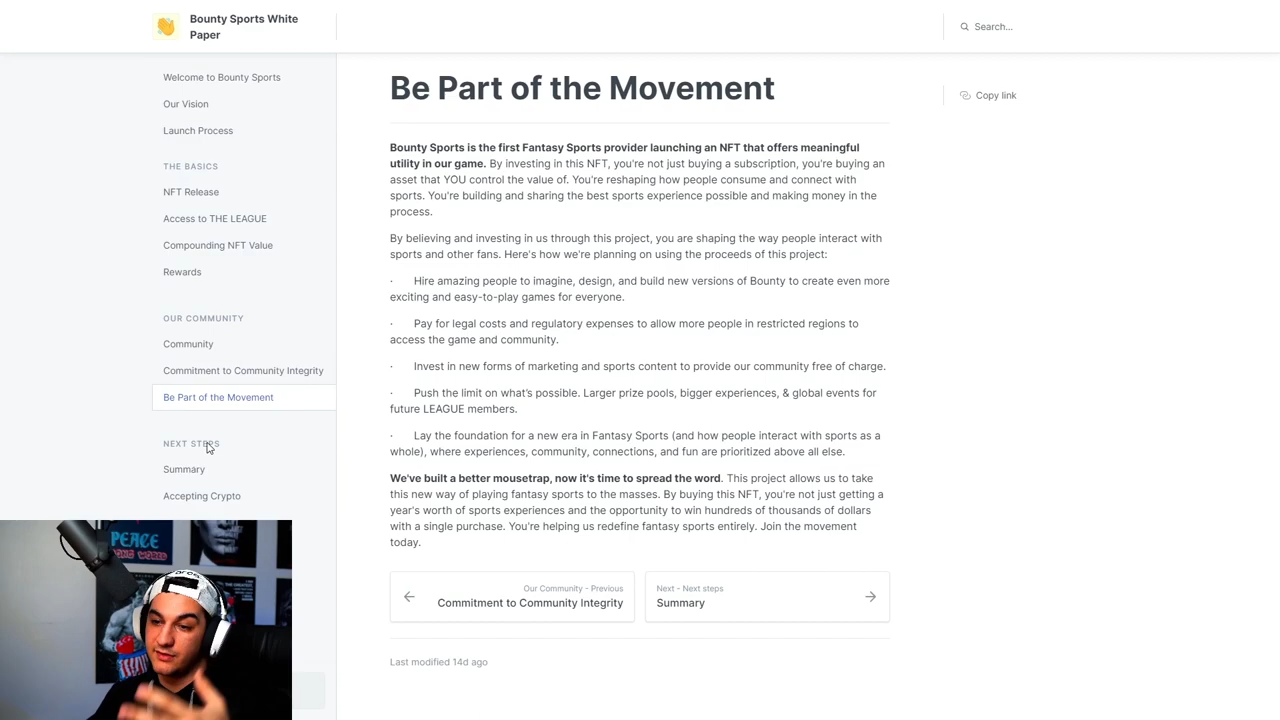 Bounty Sports White
Paper
Search...
Welcome to Bounty Sports
Our Vision
Launch Process
THE BASICS
NFT Release
Access to THE LEAGUE
Compounding NFT Value
Rewards
OUR COMMUNITY
Community
Commitment to Community Integrity
Be Part of the Movement
NEXT STEPS
Summary
Accepting Crypto
Be Part of the Movement
Copy link
Bounty Sports is the first Fantasy Sports provider launching an NFT that offers meaningful
utility in our game. By investing in this NFT, you're not just buying a subscription, you're buying an
asset that YOU control the value of. You're reshaping how people consume and connect with
sports. You're building and sharing the best sports experience possible and making money in the
process.
By believing and investing in us through this project, you are shaping the way people interact with
sports and other fans. Here's how we're planning on using the proceeds of this project:
· Hire amazing people to imagine, design, and build new versions of Bounty to create even more
exciting and easy-to-play games for everyone.
· Pay for legal costs and regulatory expenses to allow more people in restricted regions to
access the game and community.
· Invest in new forms of marketing and sports content to provide our community free of charge.
· Push the limit on what's possible. Larger prize pools, bigger experiences, & global events for
future LEAGUE members.
· Lay the foundation for a new era in Fantasy Sports (and how people interact with sports as a
whole), where experiences, community, connections, and fun are prioritized above all else.
We've built a better mousetrap, now it's time to spread the word. This project allows us to take
this new way of playing fantasy sports to the masses. By buying this NFT, you're not just getting a
year's worth of sports experiences and the opportunity to win hundreds of thousands of dollars
with a single purchase. You're helping us redefine fantasy sports entirely. Join the movement
today.
Our Community - Previous
Commitment to Community Integrity
Next - Next steps
Summary
Last modified 14d ago
PEACE